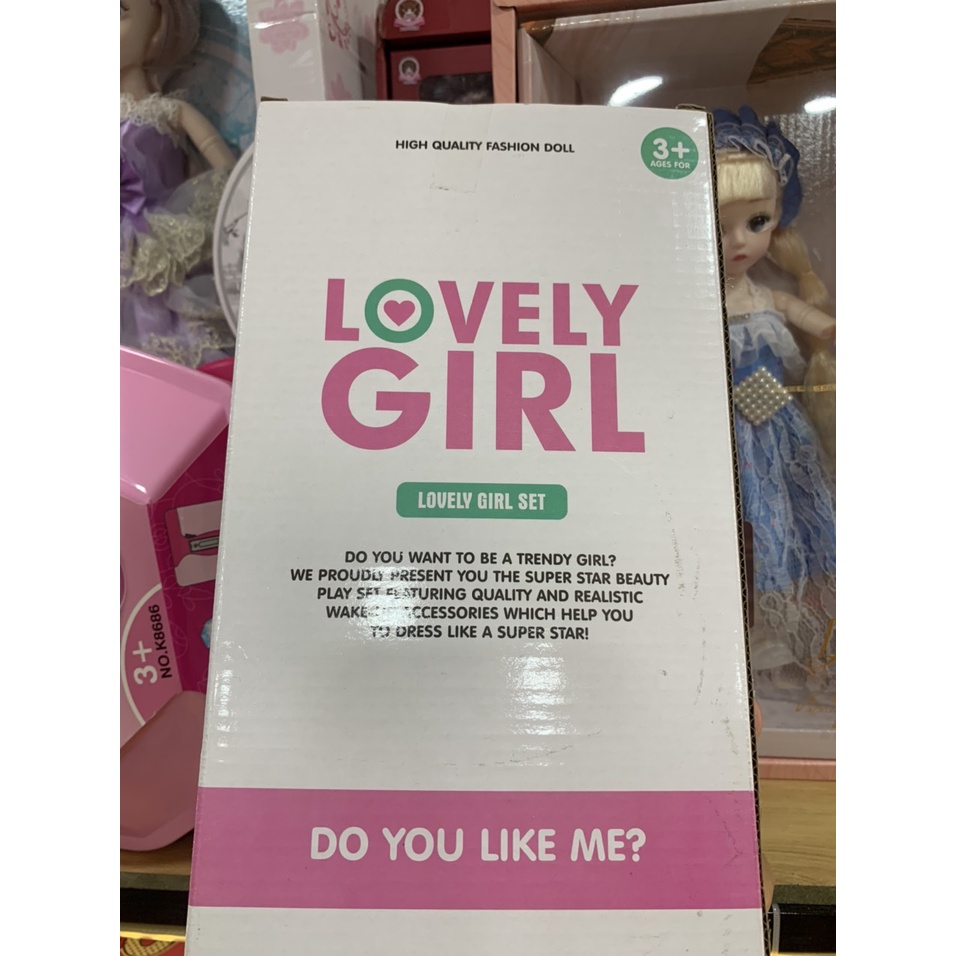 HIGH QUALITY FASHION DOLL
3+
AGES FOR
LOVELY
GIRL
LOVELY GIRL SET
DO YOU WANT TO BE A TRENDY GIRL?
WE PROUDLY PRESENT YOU THE SUPER STAR BEAUTY
PLAY SET FEATURING QUALITY AND REALISTIC
ACCESSORIES WHICH HELP YOU
TO DRESS LIKE A SUPER STAR!
DO YOU LIKE ME?
3+
NO.K8686